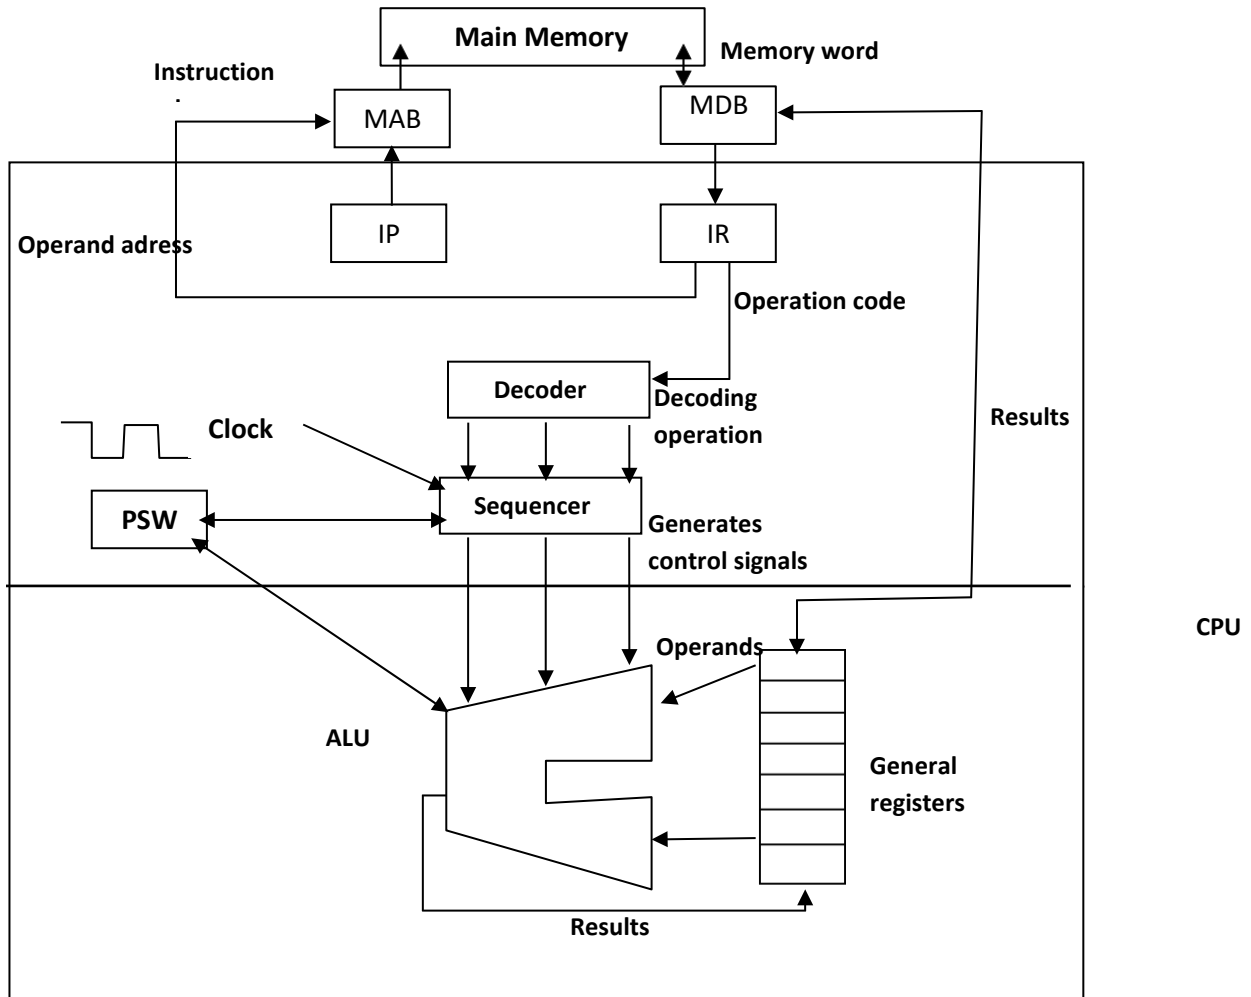 Main Memory
Memory word
Instruction
.
MAB
MDB
IP
IR
Operand adress
Operation code
Decoder
Decoding
operation
Clock
Results
PSW
Sequencer
Generates
control signals
CPU
Operands
ALU
General
registers
Results